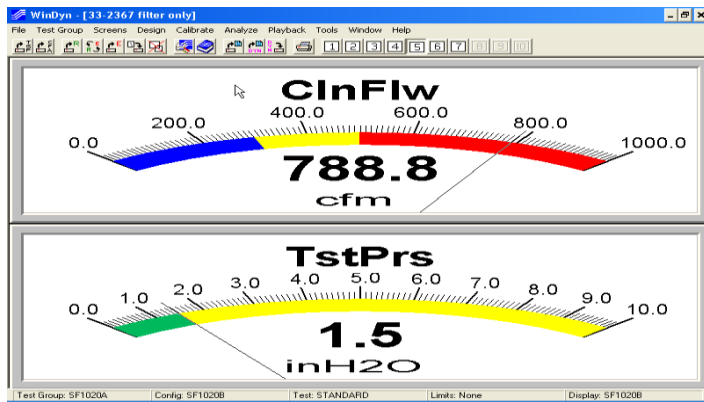 WinDyn - [33-2367 filter only]
File Test Group Screens Design Calibrate Analyze Playback Tools Window Help
1 2 3 4 5 6 7 8 9 10
ClnFlw
0.0 200.0 400.0 600.0 800.0 1000.0
788.8
cfm
TstPrs
0.0 1.0 2.0 3.0 4.0 5.0 6.0 7.0 8.0 9.0 10.0
1.5
inH2O
Test Group: SF1020A Config: SF1020B Test: STANDARD Limits: None Display: SF1020B